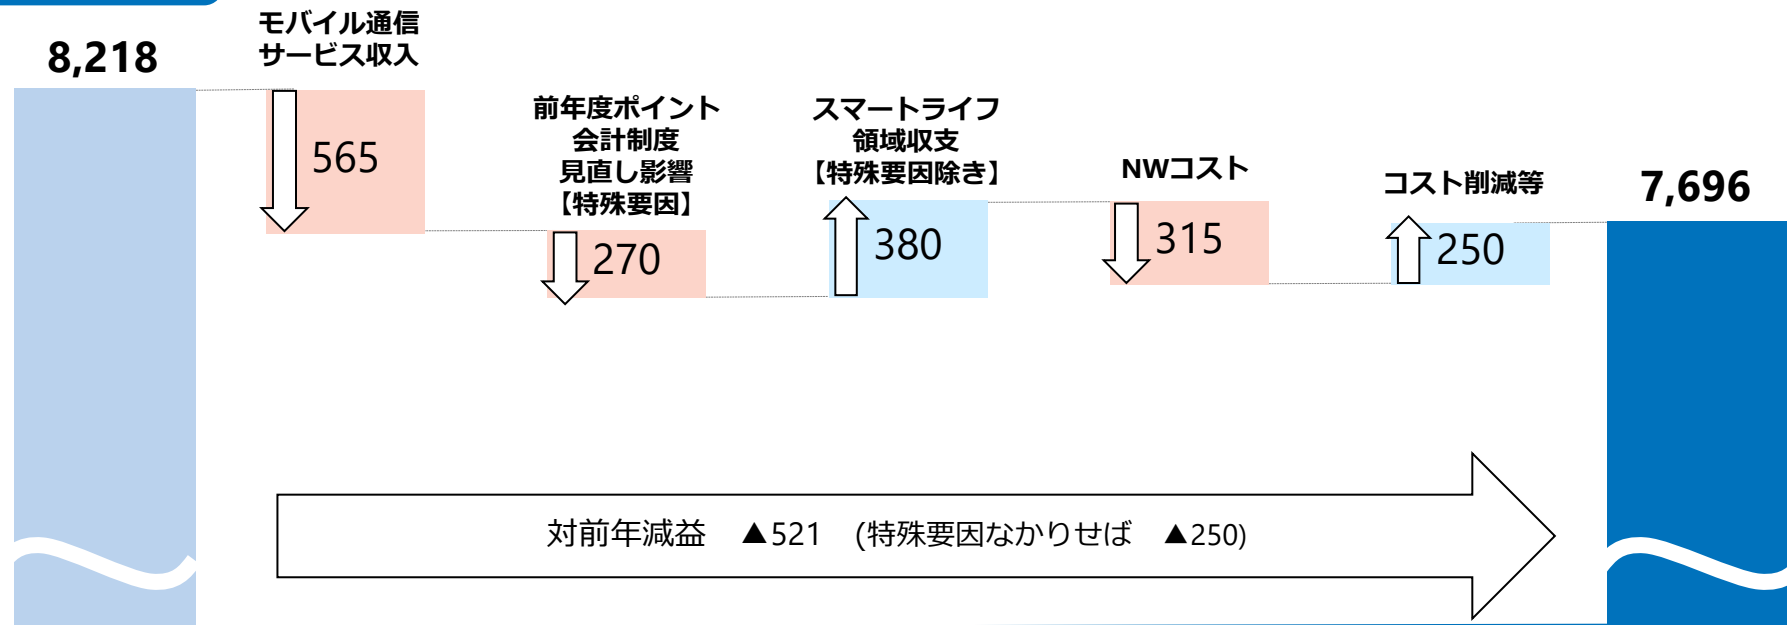 8,218
モバイル通信
サービス収入
565
前年度ポイント
会計制度
見直し影響
【特殊要因】
270
スマートライフ
領域収支
【特殊要因除き】
380
NWコスト
315
コスト削減等
250
7,696
対前年減益　▲521　(特殊要因なかりせば　▲250)